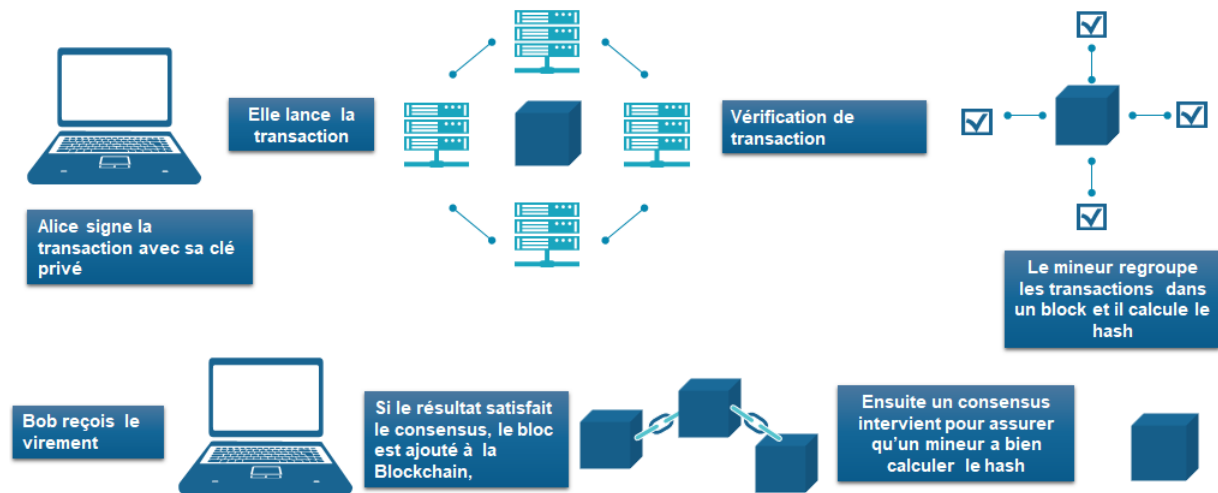 Elle lance la
transaction
Vérification de
transaction
Alice signe la
transaction avec sa clé
privé
Le mineur regroupe
les transactions dans
un block et il calcule le
hash
Bob reçois le
virement
Si le résultat satisfait
le consensus, le bloc
est ajouté à la
Blockchain,
Ensuite un consensus
intervient pour assurer
qu'un mineur a bien
calculer le hash